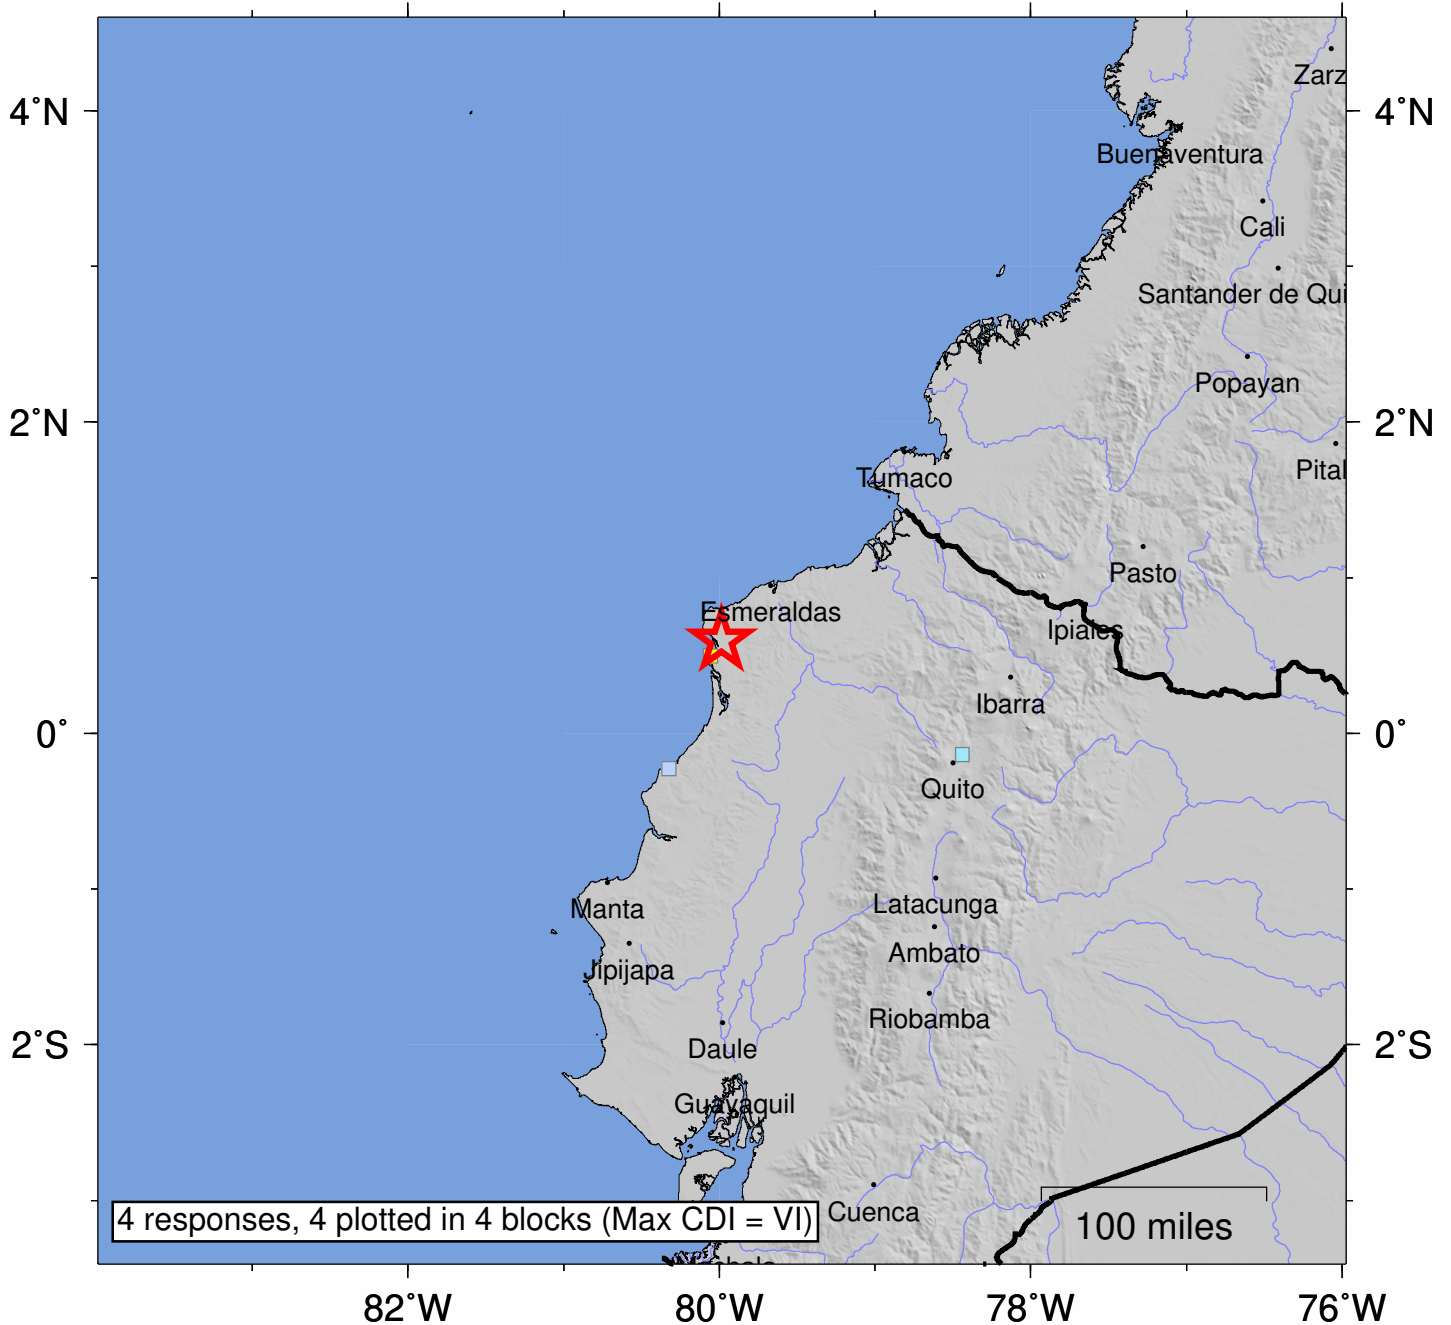 4˚N
4˚N
Zarz
Buenaventura
Cali
Santander de Qui
Popayan
2˚N
2˚N
Pital
Tumaco
Pasto
Esmeraldas
Ipiales
Ibarra
0˚
0˚
Quito
Latacunga
Manta
Ambato
Jipijapa
Riobamba
2˚S
2˚S
Daule
Guayaquil
Cuenca
4 responses, 4 plotted in 4 blocks (Max CDI = VI)
100 miles
82˚W
80˚W
78˚W
76˚W